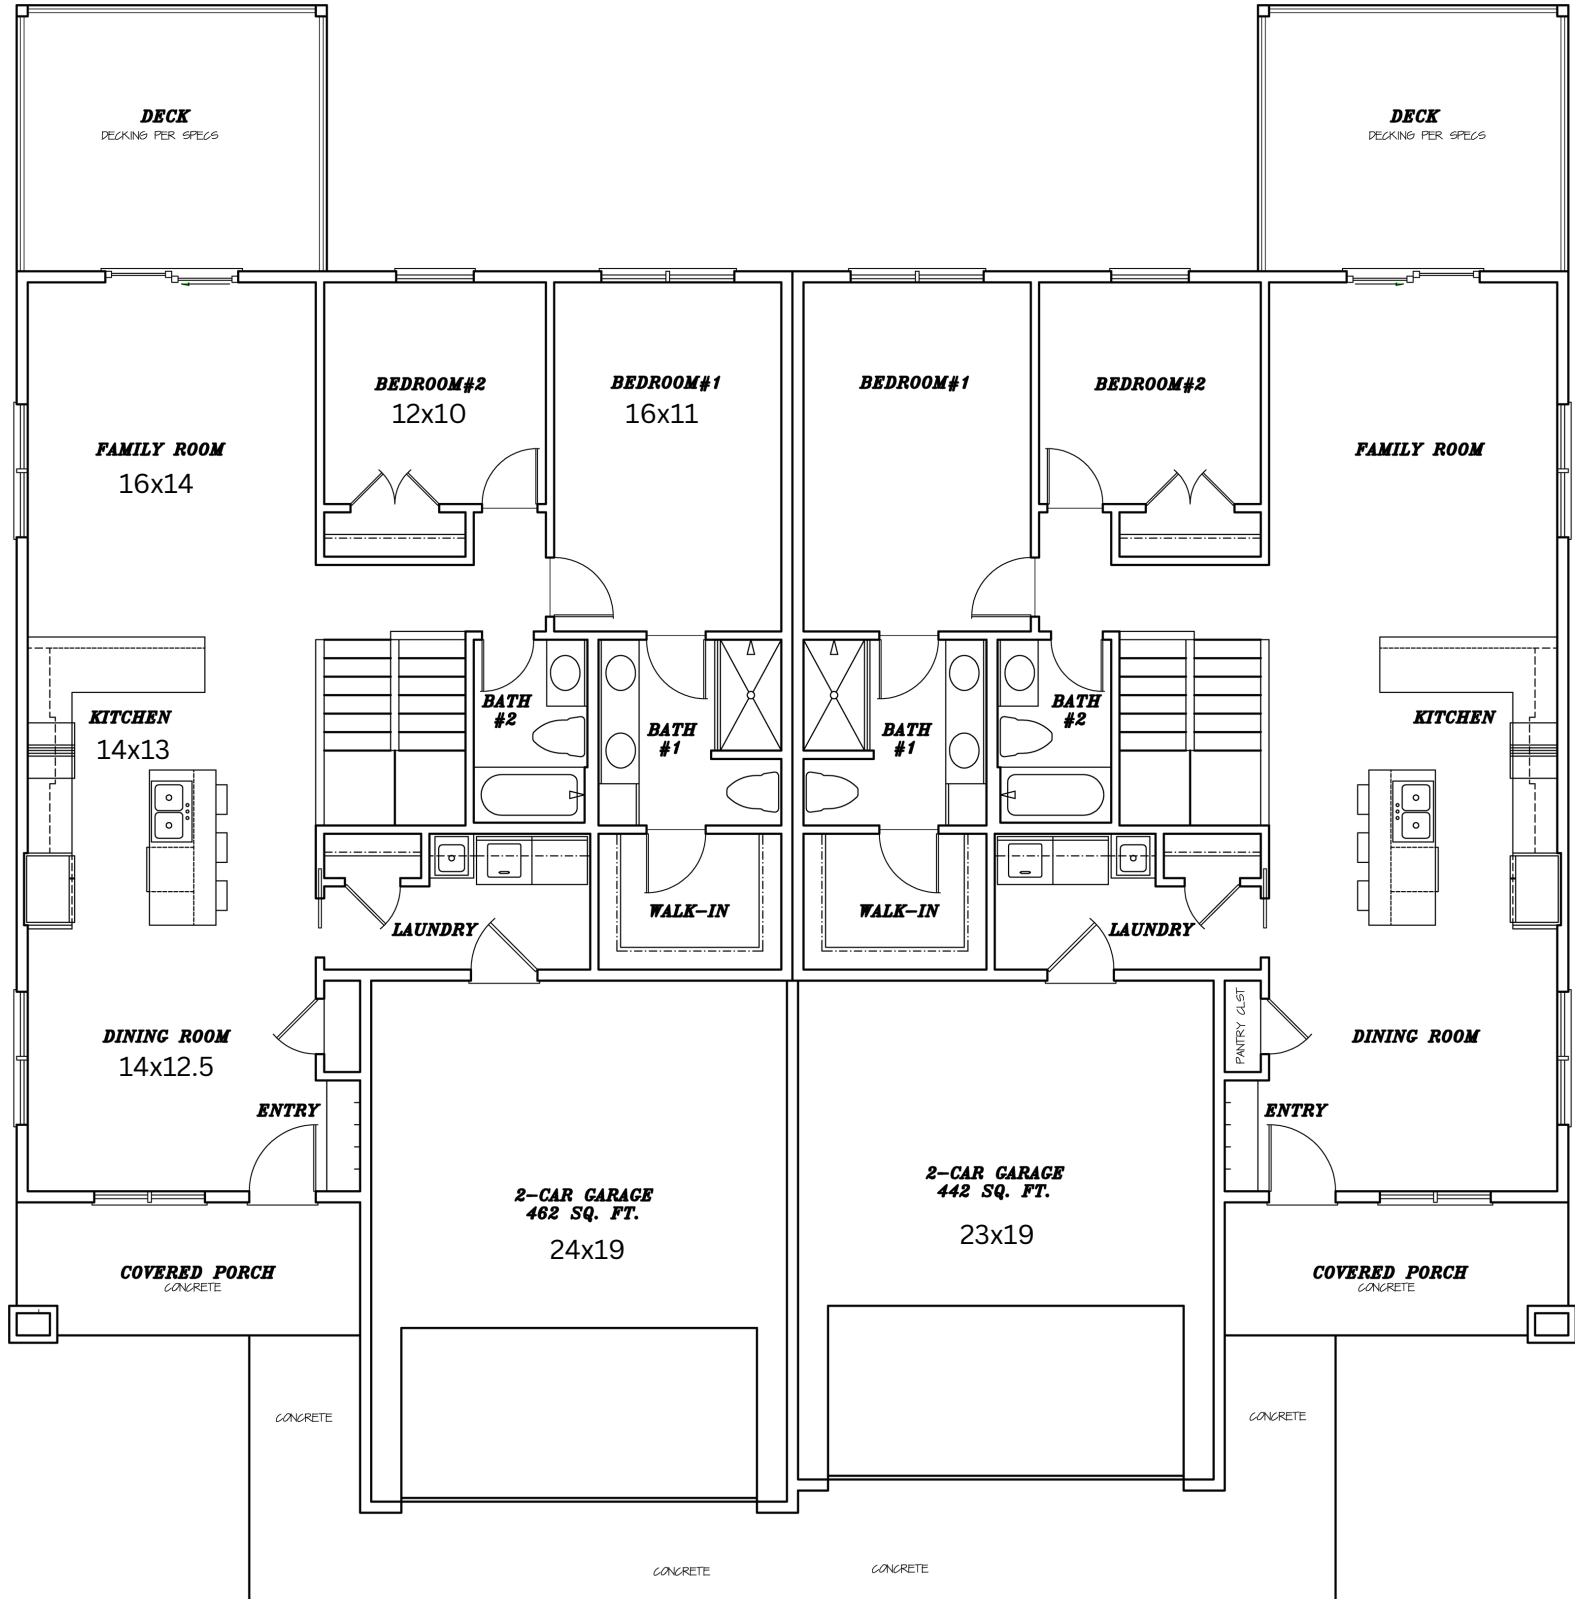 DECK
DECKING PER SPECS
DECK
DECKING PER SPECS
BEDROOM#2
12x10
BEDROOM#1
16x11
BEDROOM#1
BEDROOM#2
FAMILY ROOM
16x14
FAMILY ROOM
KITCHEN
14x13
BATH
#2
BATH
#1
BATH
#1
BATH
#2
KITCHEN
LAUNDRY
WALK-IN
WALK-IN
LAUNDRY
DINING ROOM
14x12.5
PANTRY CLST
DINING ROOM
ENTRY
ENTRY
2-CAR GARAGE
462 SQ. FT.
24x19
2-CAR GARAGE
442 SQ. FT.
23x19
COVERED PORCH
CONCRETE
COVERED PORCH
CONCRETE
CONCRETE
CONCRETE
CONCRETE
CONCRETE